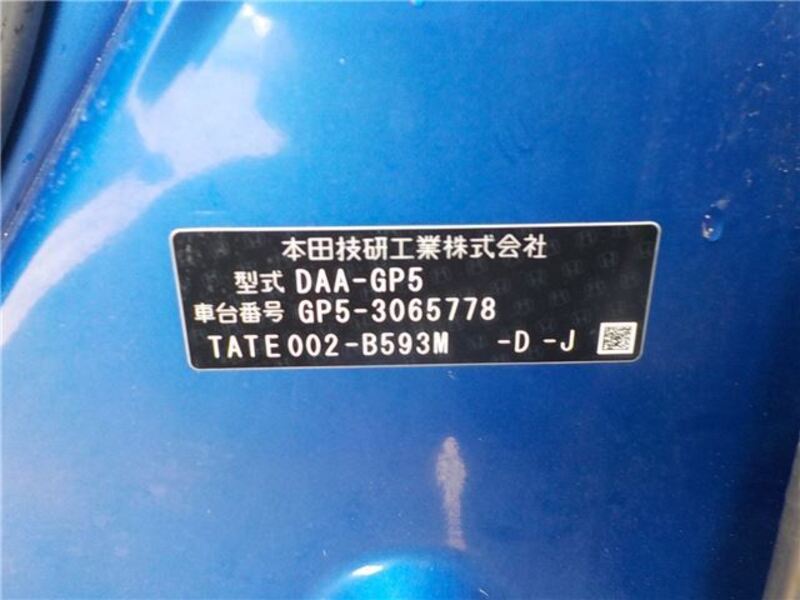 本田技研工業株式会社
型式 DAA-GP5
車台番号 GP5-3065778
TATE002-B593M -D -J